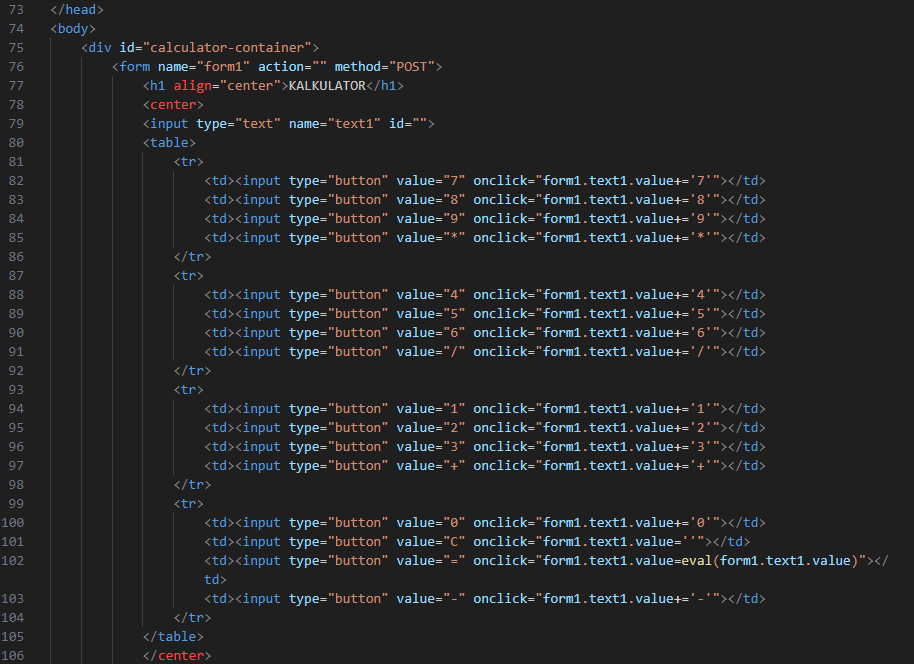 73 </head>
74 <body>
75 <div id="calculator-container">
76 <form name="form1" action="" method="POST">
77 <h1 align="center">KALKULATOR</h1>
78 <center>
79 <input type="text" name="text1" id="">
80 <table>
81 <tr>
82 <td><input type="button" value="7" onclick="form1.text1.value+='7'"></td>
83 <td><input type="button" value="8" onclick="form1.text1.value+='8'"></td>
84 <td><input type="button" value="9" onclick="form1.text1.value+='9'"></td>
85 <td><input type="button" value="*" onclick="form1.text1.value+='*'"></td>
86 </tr>
87 <tr>
88 <td><input type="button" value="4" onclick="form1.text1.value+='4'"></td>
89 <td><input type="button" value="5" onclick="form1.text1.value+='5'"></td>
90 <td><input type="button" value="6" onclick="form1.text1.value+='6'"></td>
91 <td><input type="button" value="/" onclick="form1.text1.value+='/'"></td>
92 </tr>
93 <tr>
94 <td><input type="button" value="1" onclick="form1.text1.value+='1'"></td>
95 <td><input type="button" value="2" onclick="form1.text1.value+='2'"></td>
96 <td><input type="button" value="3" onclick="form1.text1.value+='3'"></td>
97 <td><input type="button" value="+" onclick="form1.text1.value+='+'"></td>
98 </tr>
99 <tr>
100 <td><input type="button" value="0" onclick="form1.text1.value+='0'"></td>
101 <td><input type="button" value="C" onclick="form1.text1.value=''"></td>
102 <td><input type="button" value="=" onclick="form1.text1.value=eval(form1.text1.value)"></
td>
103 <td><input type="button" value="-" onclick="form1.text1.value+='-'"></td>
104 </tr>
105 </table>
106 </center>